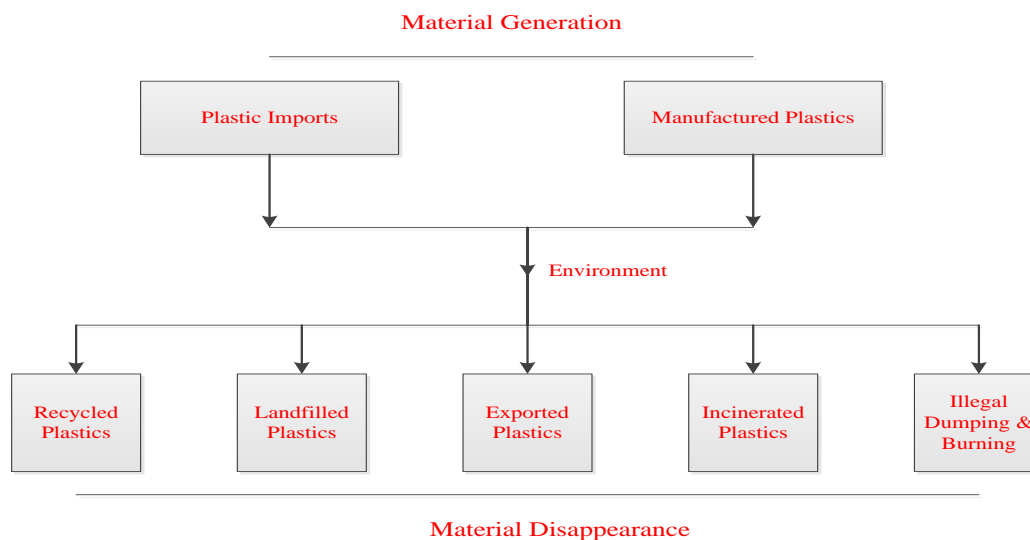 Material Generation
Plastic Imports
Manufactured Plastics
Environment
Recycled
Plastics
Landfilled
Plastics
Exported
Plastics
Incinerated
Plastics
Illegal
Dumping &
Burning
Material Disappearance